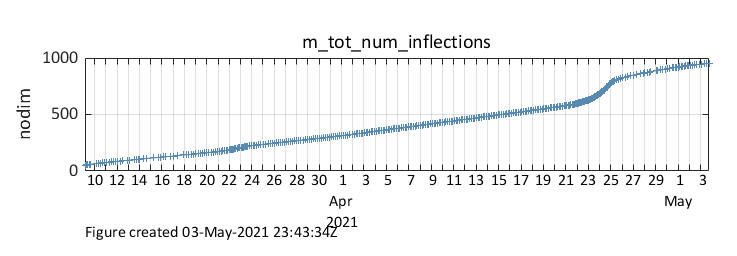 m_tot_num_inflections
nodim
1000
500
0
10 12 14 16 18 20 22 24 26 28 30 1 3 5 7 9 11 13 15 17 19 21 23 25 27 29 1 3
Apr May
2021
Figure created 03-May-2021 23:43:34Z